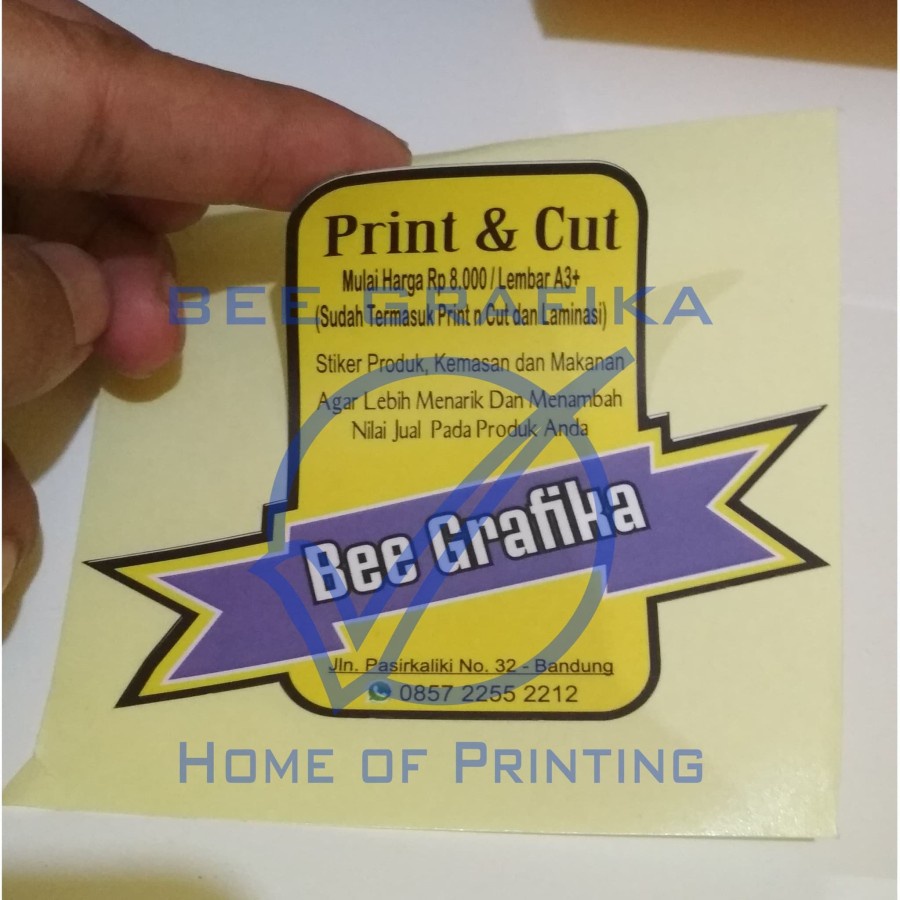 Print & Cut
Mulai Harga Rp 8.000 / Lembar A3+
BEE GRAFIKA
(Sudah Termasuk Print n Cut dan Laminasi)
Stiker Produk, Kemasan dan Makanan
Agar Lebih Menarik Dan Menambah
Nilai Jual Pada Produk Anda
Bee Grafika
Jln. Pasirkaliki No. 32 - Bandung
0857 2255 2212
HOME OF PRINTING